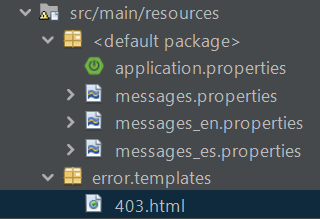 src/main/resources
<default package>
application.properties
messages.properties
messages_en.properties
messages_es.properties
error.templates
403.html